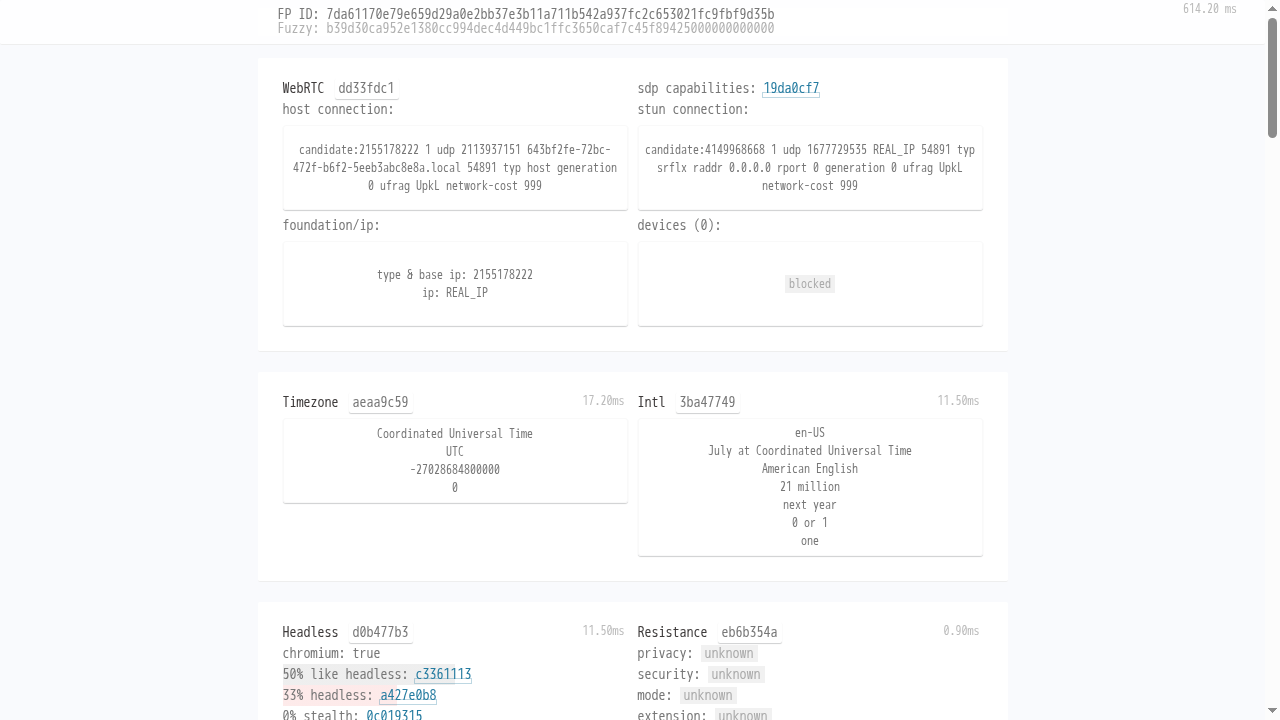 FP ID: 7da61170e79e659d29a0e2bb37e3b11a711b542a937fc2c653021fc9fbf9d35b
Fuzzy: b39d30ca952e1380cc994dec4d449bc1ffc3650caf7c45f89425000000000000
614.20 ms
WebRTC dd33fdc1
host connection:
candidate:2155178222 1 udp 2113937151 643bf2fe-72bc-
472f-b6f2-5eeb3abc8e8a.local 54891 typ host generation
0 ufrag UpkL network-cost 999
foundation/ip:
type & base ip: 2155178222
ip: REAL_IP
sdp capabilities: 19da0cf7
stun connection:
candidate:4149968668 1 udp 1677729535 REAL_IP 54891 typ
srflx raddr 0.0.0.0 rport 0 generation 0 ufrag UpkL
network-cost 999
devices (0):
blocked
Timezone aeaa9c59 17.20ms
Coordinated Universal Time
UTC
-27028684800000
0
Intl 3ba47749 11.50ms
en-US
July at Coordinated Universal Time
American English
21 million
next year
0 or 1
one
Headless d0b477b3 11.50ms
chromium: true
50% like headless: c3361113
33% headless: a427e0b8
0% stealth: 0c019315
Resistance eb6b354a 0.90ms
privacy: unknown
security: unknown
mode: unknown
extension: unknown